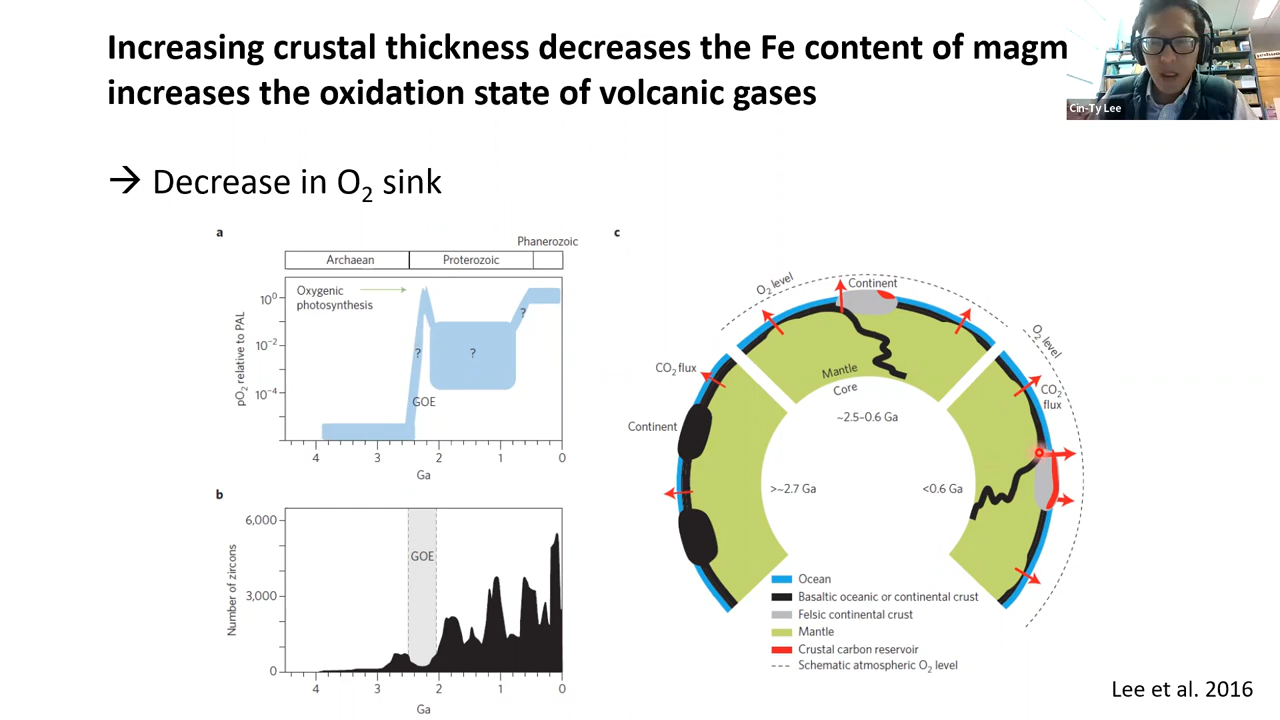 Increasing crustal thickness decreases the Fe content of magm
increases the oxidation state of volcanic gases
Cin-Ty Lee
→ Decrease in O2 sink
a
Phanerozoic
Archaean
Proterozoic
Oxygenic
photosynthesis
pO2 relative to PAL
10^0
10^-2
10^-4
?
?
?
GOE
4
3
2
1
0
Ga
b
Number of zircons
6,000
3,000
0
GOE
4
3
2
1
0
Ga
c
O2 level
Continent
O2 level
CO2 flux
Mantle
Core
CO2
flux
Continent
~2.5–0.6 Ga
>~2.7 Ga
<0.6 Ga
Ocean
Basaltic oceanic or continental crust
Felsic continental crust
Mantle
Crustal carbon reservoir
Schematic atmospheric O2 level
Lee et al. 2016